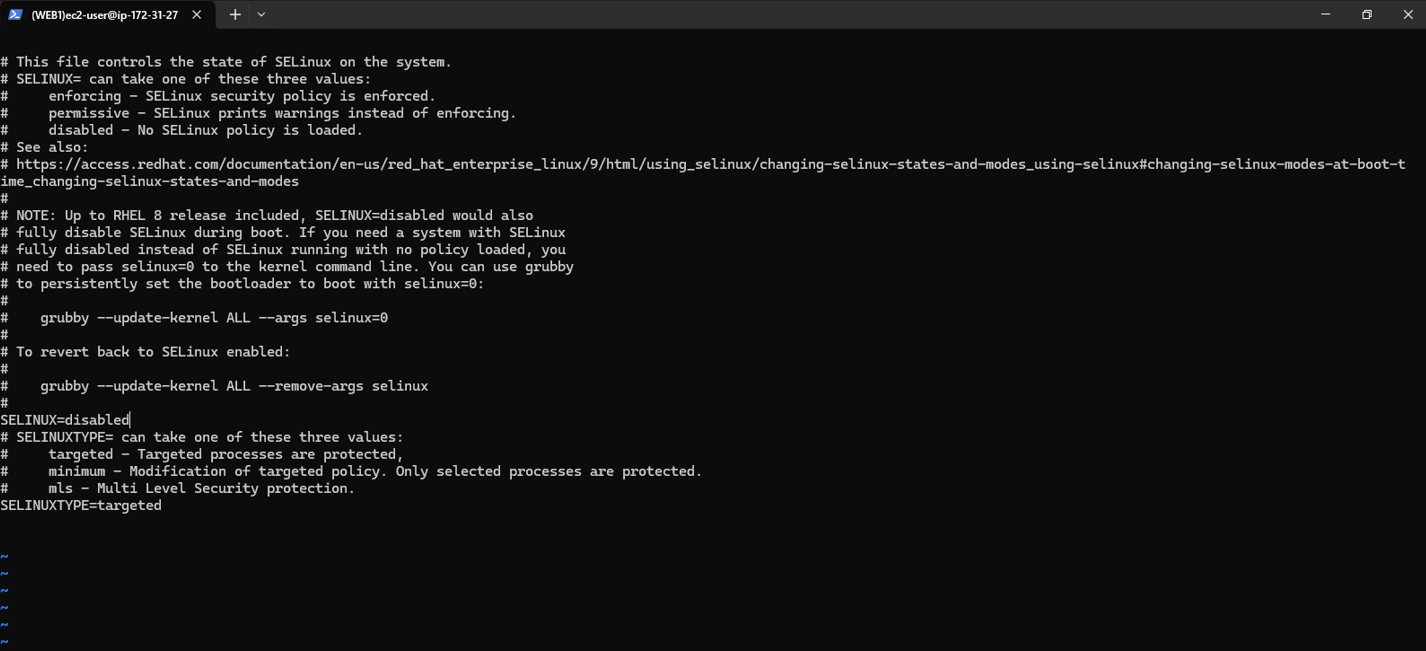 (WEB1)ec2-user@ip-172-31-27
# This file controls the state of SELinux on the system.
# SELINUX= can take one of these three values:
#     enforcing - SELinux security policy is enforced.
#     permissive - SELinux prints warnings instead of enforcing.
#     disabled - No SELinux policy is loaded.
# See also:
# https://access.redhat.com/documentation/en-us/red_hat_enterprise_linux/9/html/using_selinux/changing-selinux-states-and-modes_using-selinux#changing-selinux-modes-at-boot-t
ime_changing-selinux-states-and-modes
#
# NOTE: Up to RHEL 8 release included, SELINUX=disabled would also
# fully disable SELinux during boot. If you need a system with SELinux
# fully disabled instead of SELinux running with no policy loaded, you
# need to pass selinux=0 to the kernel command line. You can use grubby
# to persistently set the bootloader to boot with selinux=0:
#
#    grubby --update-kernel ALL --args selinux=0
#
# To revert back to SELinux enabled:
#
#    grubby --update-kernel ALL --remove-args selinux
#
SELINUX=disabled
# SELINUXTYPE= can take one of these three values:
#     targeted - Targeted processes are protected,
#     minimum - Modification of targeted policy. Only selected processes are protected.
#     mls - Multi Level Security protection.
SELINUXTYPE=targeted
~
~
~
~
~
~